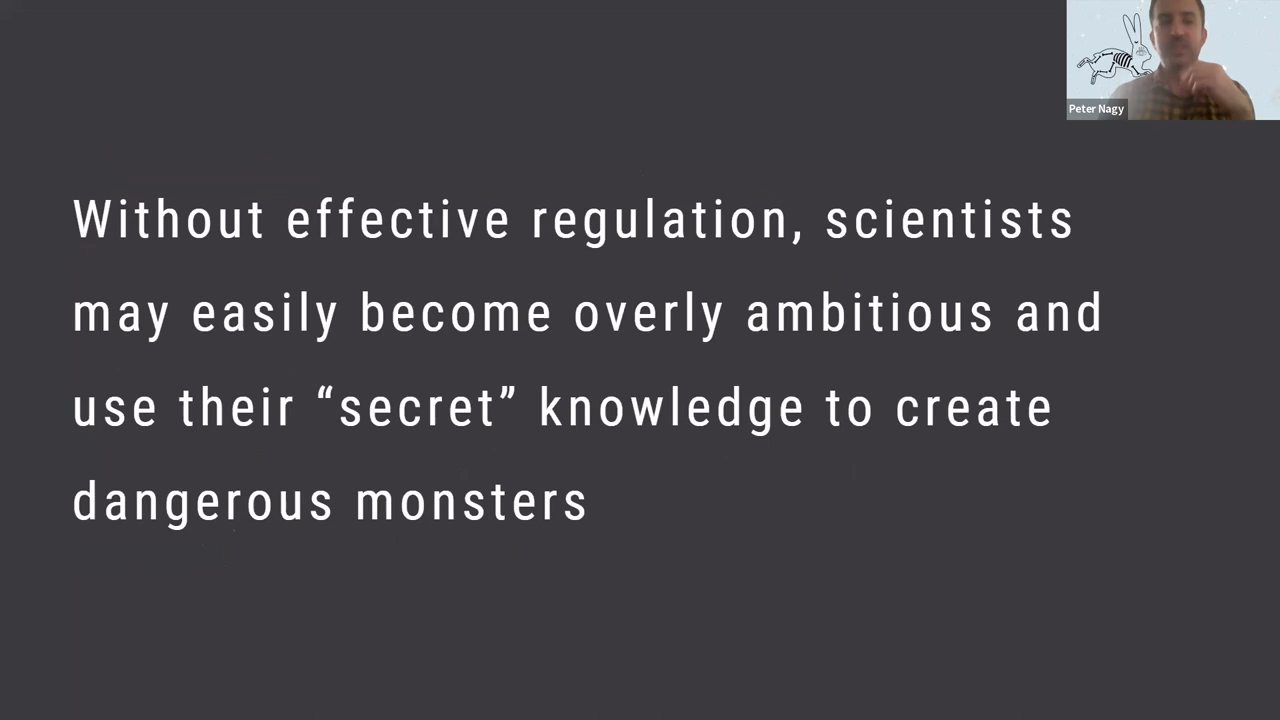 Peter Nagy
Without effective regulation, scientists
may easily become overly ambitious and
use their “secret” knowledge to create
dangerous monsters